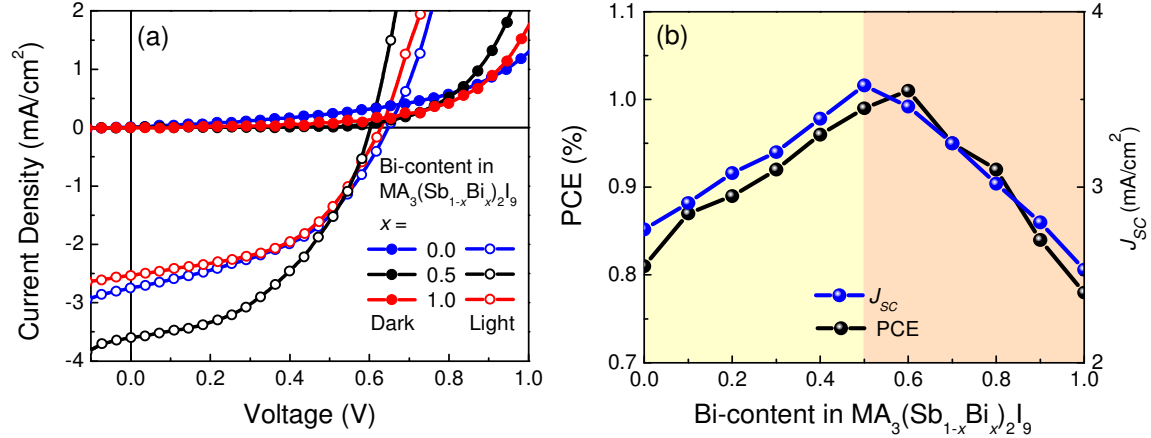 (a)
2
1
0
-1
-2
-3
-4
Current Density (mA/cm²)
Bi-content in
MA₃(Sb₁₋ₓBiₓ)₂I₉
x =
0.0
0.5
1.0
Dark Light
0.0 0.2 0.4 0.6 0.8 1.0
Voltage (V)
(b)
1.1
1.0
0.9
0.8
0.7
PCE (%)
J_SC
PCE
4
3
2
J_SC (mA/cm²)
0.0 0.2 0.4 0.6 0.8 1.0
Bi-content in MA₃(Sb₁₋ₓBiₓ)₂I₉